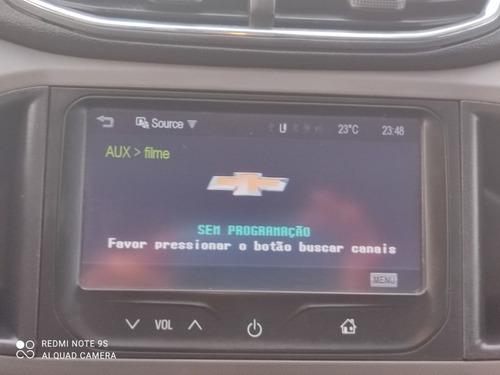 Source 23°C 23:48
AUX > filme
SEM PROGRAMAÇÃO
Favor pressionar o botão buscar canais
MENU
VOL
REDMI NOTE 9S
AI QUAD CAMERA